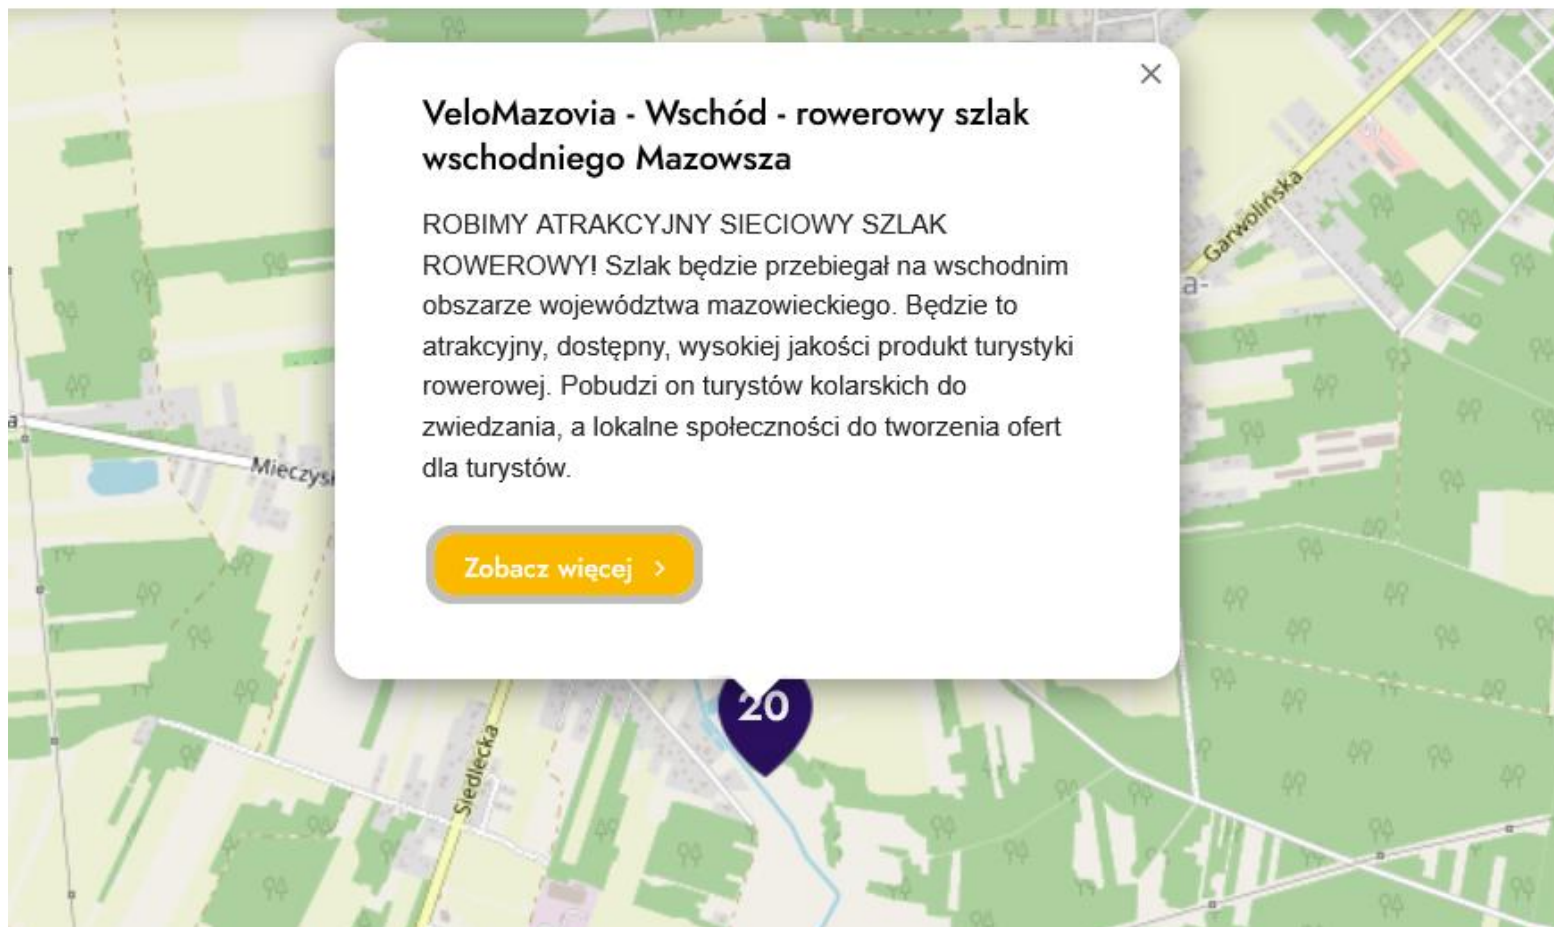 VeloMazovia - Wschód - rowerowy szlak
wschodniego Mazowsza
ROBIMY ATRAKCYJNY SIECIOWY SZLAK
ROWEROWY! Szlak będzie przebiegał na wschodnim
obszarze województwa mazowieckiego. Będzie to
atrakcyjny, dostępny, wysokiej jakości produkt turystyki
rowerowej. Pobudzi on turystów kolarskich do
zwiedzania, a lokalne społeczności do tworzenia ofert
dla turystów.
Zobacz więcej
Garwolińska
a-
a
Mieczys
20
Siedlecka